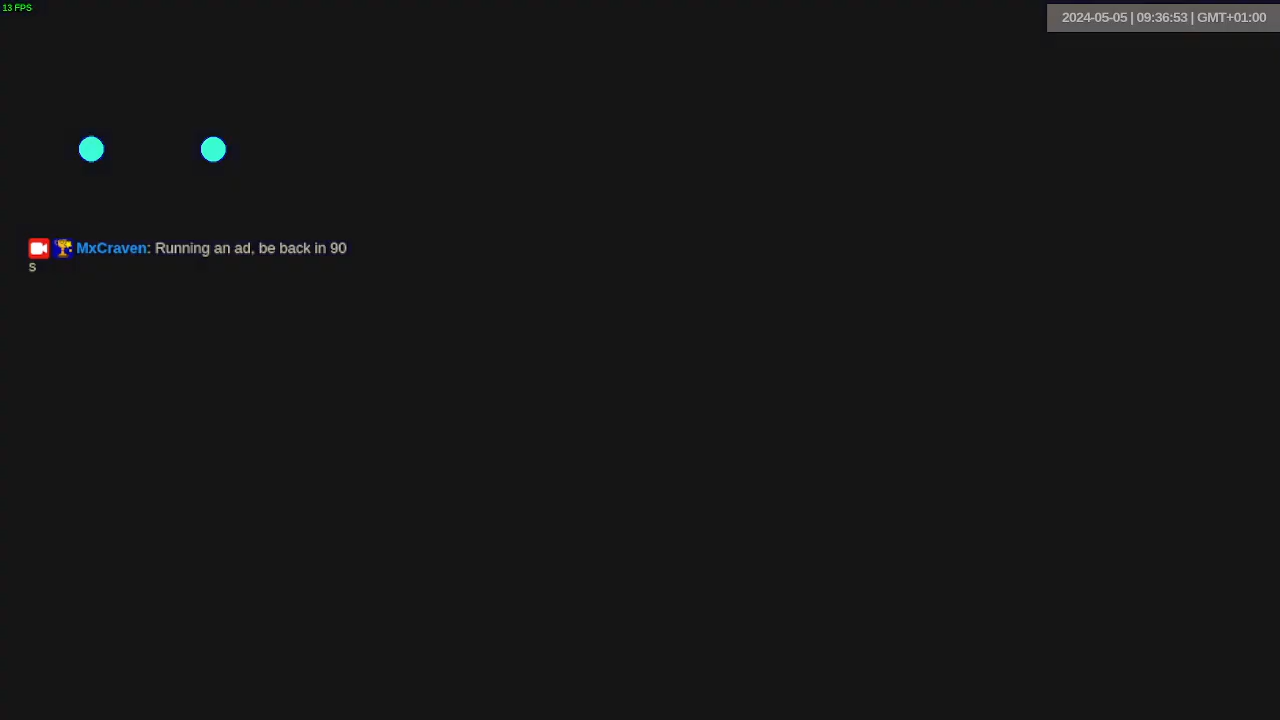 13 FPS
2024-05-05 | 09:36:53 | GMT+01:00
MxCraven: Running an ad, be back in 90
s